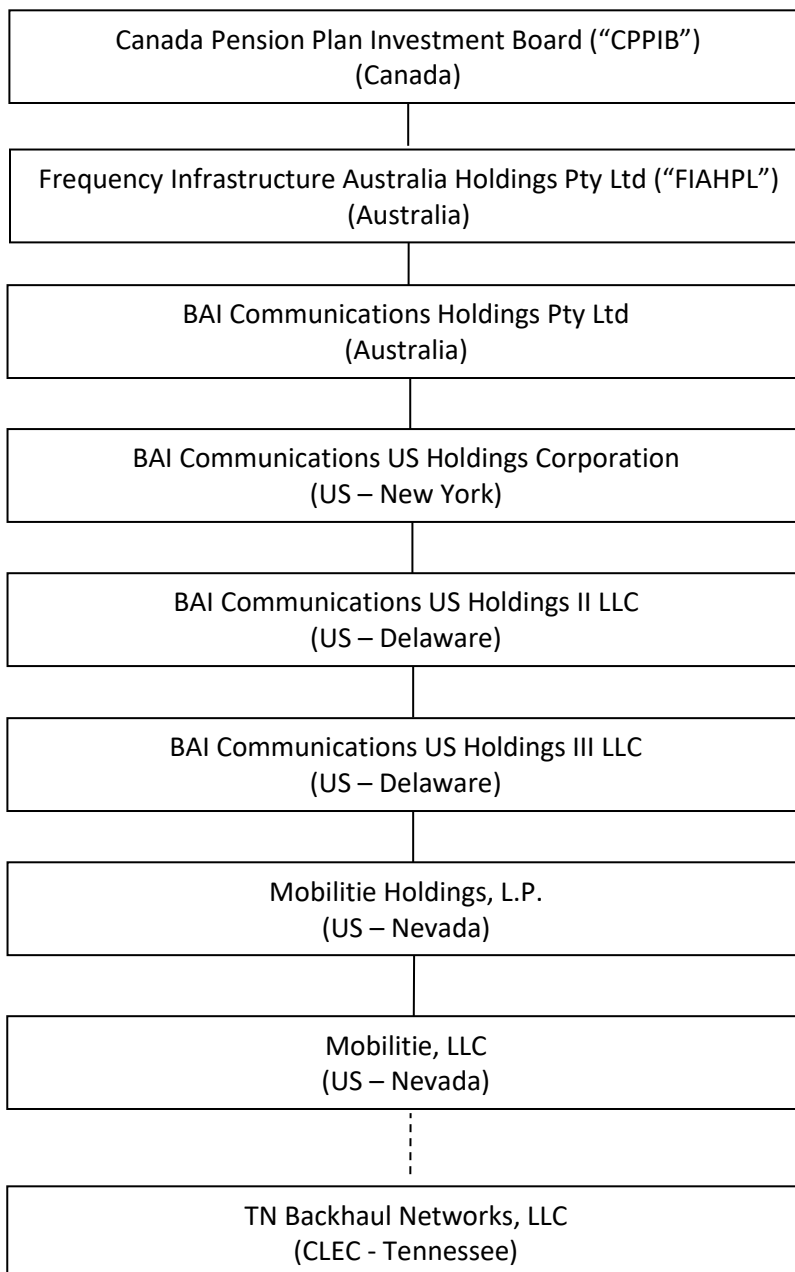 Canada Pension Plan Investment Board (“CPPIB”)
(Canada)
Frequency Infrastructure Australia Holdings Pty Ltd (“FIAHPL”)
(Australia)
BAI Communications Holdings Pty Ltd
(Australia)
BAI Communications US Holdings Corporation
(US – New York)
BAI Communications US Holdings II LLC
(US – Delaware)
BAI Communications US Holdings III LLC
(US – Delaware)
Mobilitie Holdings, L.P.
(US – Nevada)
Mobilitie, LLC
(US – Nevada)
TN Backhaul Networks, LLC
(CLEC - Tennessee)